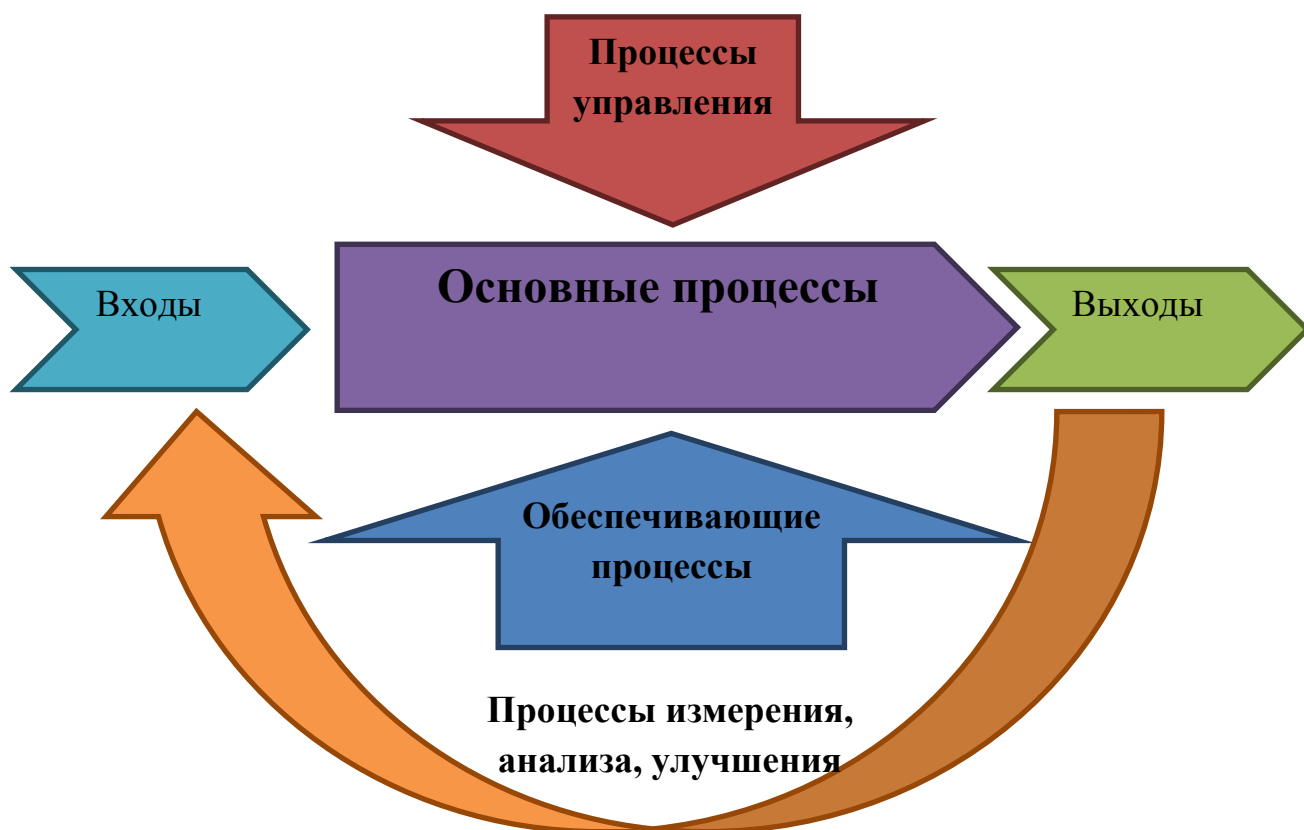 Процессы
управления
Основные процессы
Входы
Выходы
Обеспечивающие
процессы
Процессы измерения,
анализа, улучшения